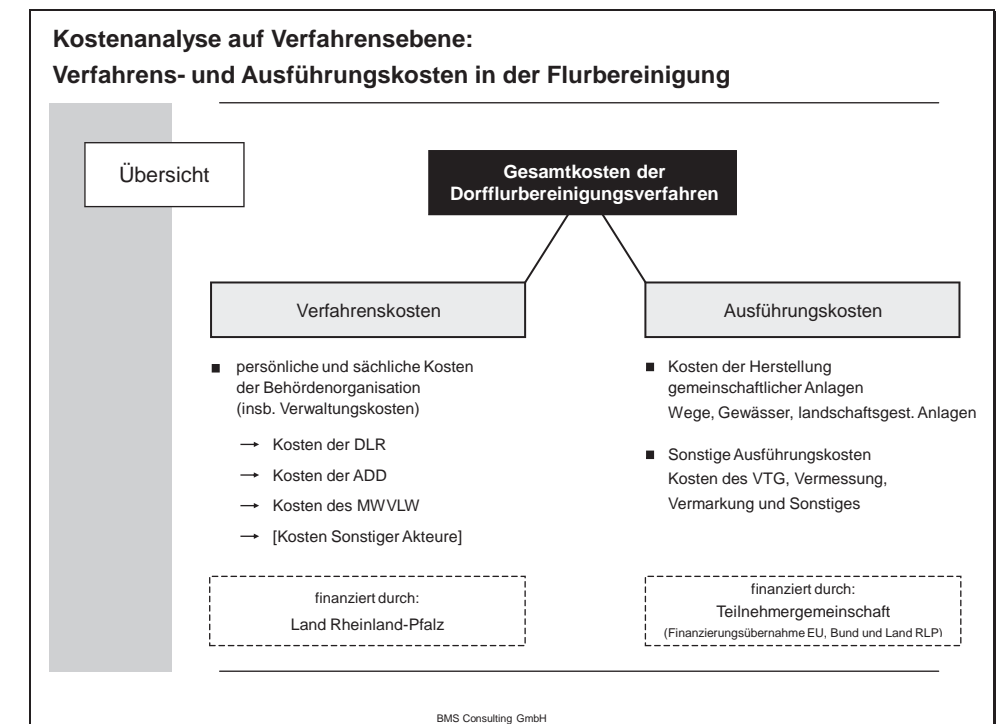 Kostenanalyse auf Verfahrensebene:
Verfahrens- und Ausführungskosten in der Flurbereinigung
Übersicht
Gesamtkosten der
Dorfflurbereinigungsverfahren
Verfahrenskosten
■ persönliche und sächliche Kosten
der Behördenorganisation
(insb. Verwaltungskosten)
→ Kosten der DLR
→ Kosten der ADD
→ Kosten des MWVLW
→ [Kosten Sonstiger Akteure]
finanziert durch:
Land Rheinland-Pfalz
Ausführungskosten
■ Kosten der Herstellung
gemeinschaftlicher Anlagen
Wege, Gewässer, landschaftsgest. Anlagen
■ Sonstige Ausführungskosten
Kosten des VTG, Vermessung,
Vermarkung und Sonstiges
finanziert durch:
Teilnehmergemeinschaft
(Finanzierungsübernahme EU, Bund und Land RLP)
BMS Consulting GmbH